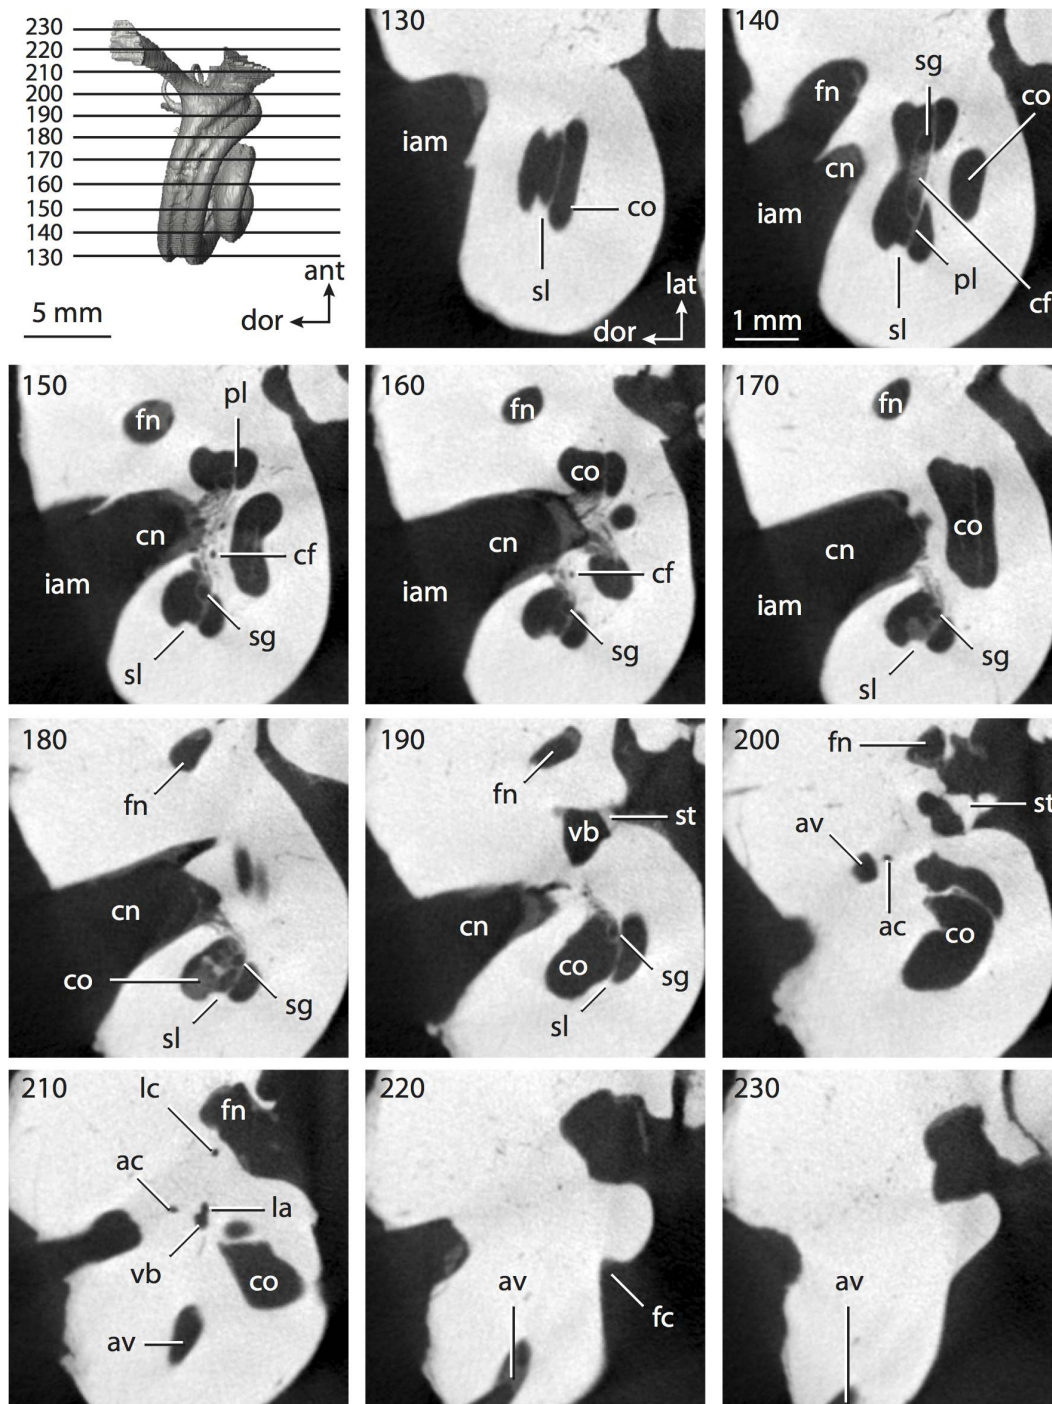 230
220
210
200
190
180
170
160
150
140
130
ant
5 mm
dor
130
iam
co
sl
lat
dor
140
sg
fn
co
cn
iam
pl
cf
sl
1 mm
150
pl
fn
cn
cf
iam
sg
sl
160
fn
co
cn
cf
iam
sg
170
fn
co
cn
iam
sg
sl
180
fn
cn
co
sg
sl
190
fn
st
vb
cn
co
sg
sl
200
fn
st
av
ac
co
210
lc
fn
ac
la
vb
co
av
220
av
fc
230
av